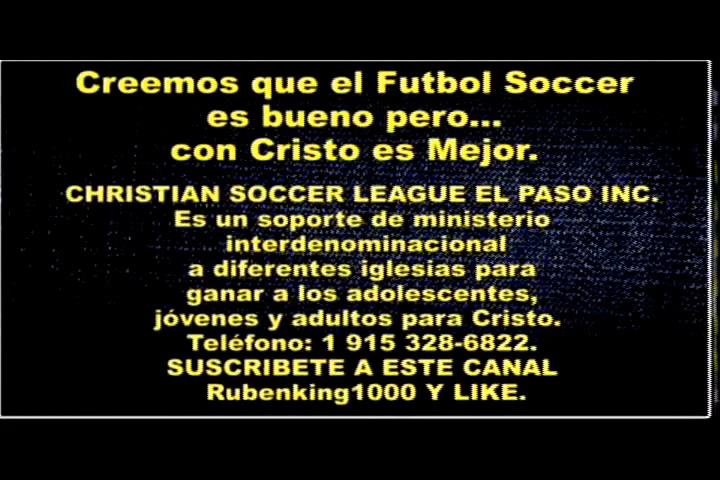 Creemos que el Futbol Soccer
es bueno pero...
con Cristo es Mejor.
CHRISTIAN SOCCER LEAGUE EL PASO INC.
Es un soporte de ministerio
interdenominacional
a diferentes iglesias para
ganar a los adolescentes,
jóvenes y adultos para Cristo.
Teléfono: 1 915 328-6822.
SUSCRIBETE A ESTE CANAL
Rubenking1000 Y LIKE.